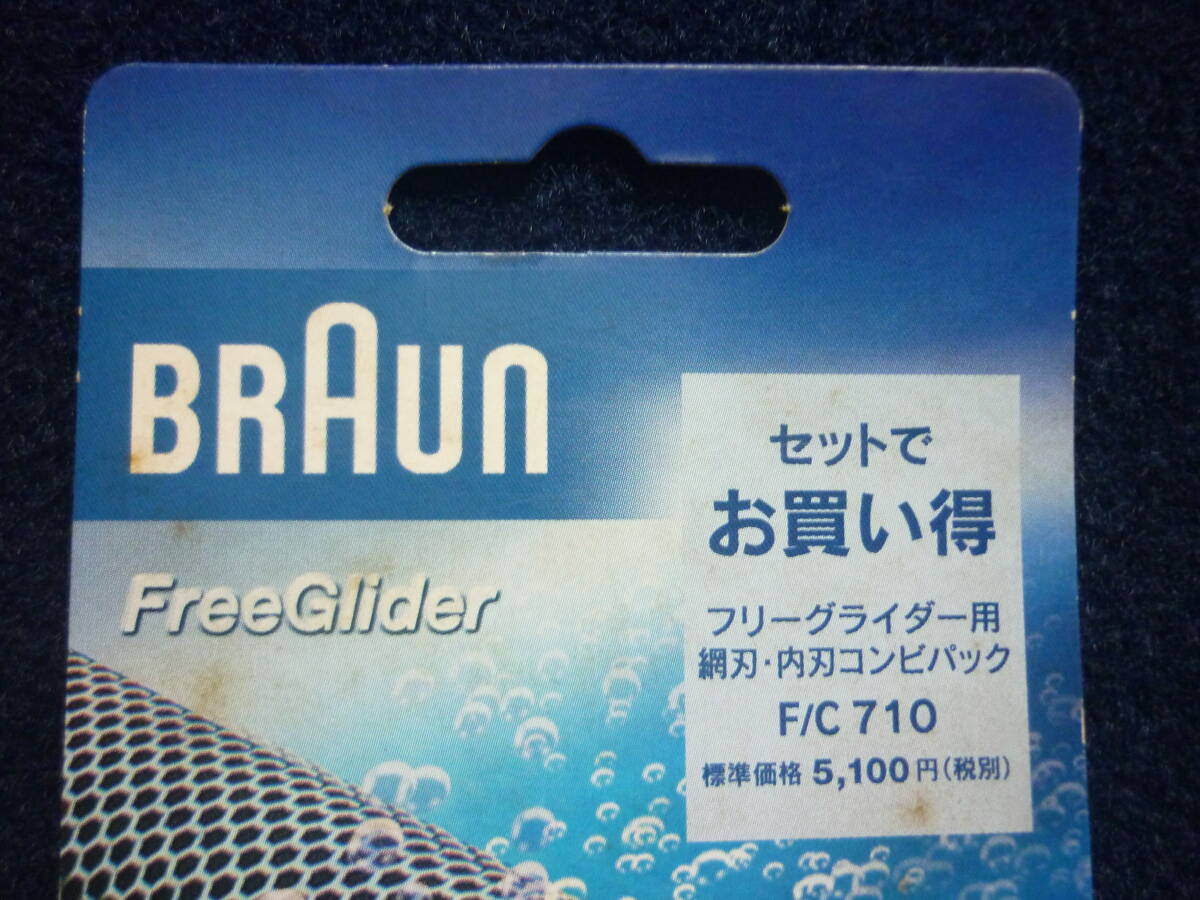 BRAUN
FreeGlider
セットで
お買い得
フリーグライダー用
網刃・内刃コンビパック
F/C 710
標準価格 5,100円(税別)